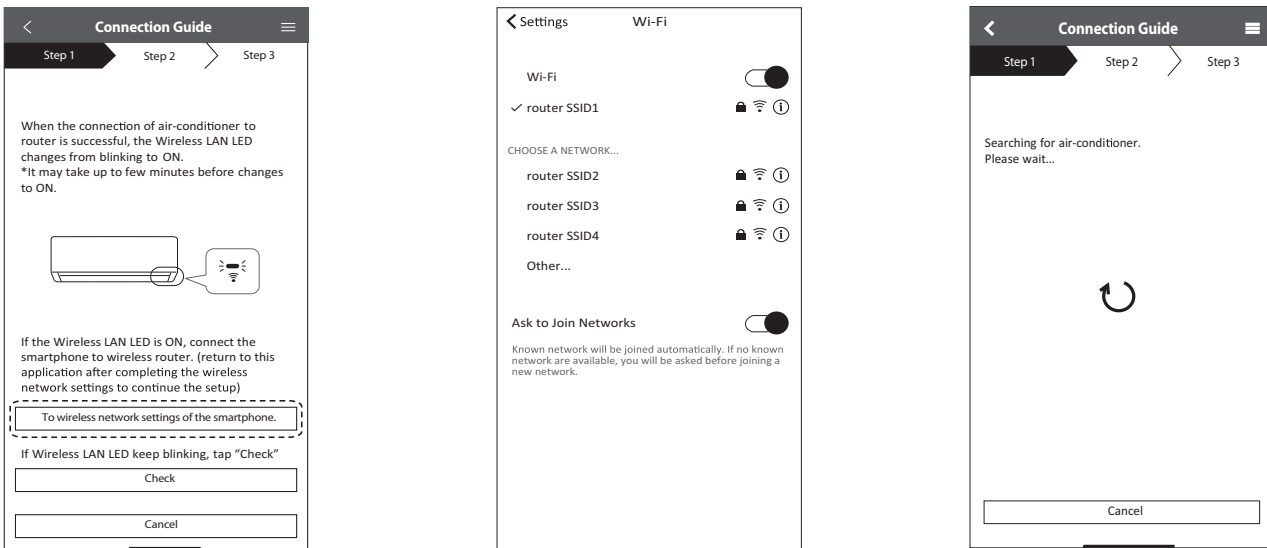 Connection Guide
Step 1
Step 2
Step 3
When the connection of air-conditioner to
router is successful, the Wireless LAN LED
changes from blinking to ON.
*It may take up to few minutes before changes
to ON.
If the Wireless LAN LED is ON, connect the
smartphone to wireless router. (return to this
application after completing the wireless
network settings to continue the setup)
To wireless network settings of the smartphone.
If Wireless LAN LED keep blinking, tap “Check”
Check
Cancel
Settings
Wi-Fi
Wi-Fi
router SSID1
CHOOSE A NETWORK...
router SSID2
router SSID3
router SSID4
Other...
Ask to Join Networks
Known network will be joined automatically. If no known
network are available, you will be asked before joining a
new network.
Connection Guide
Step 1
Step 2
Step 3
Searching for air-conditioner.
Please wait...
Cancel